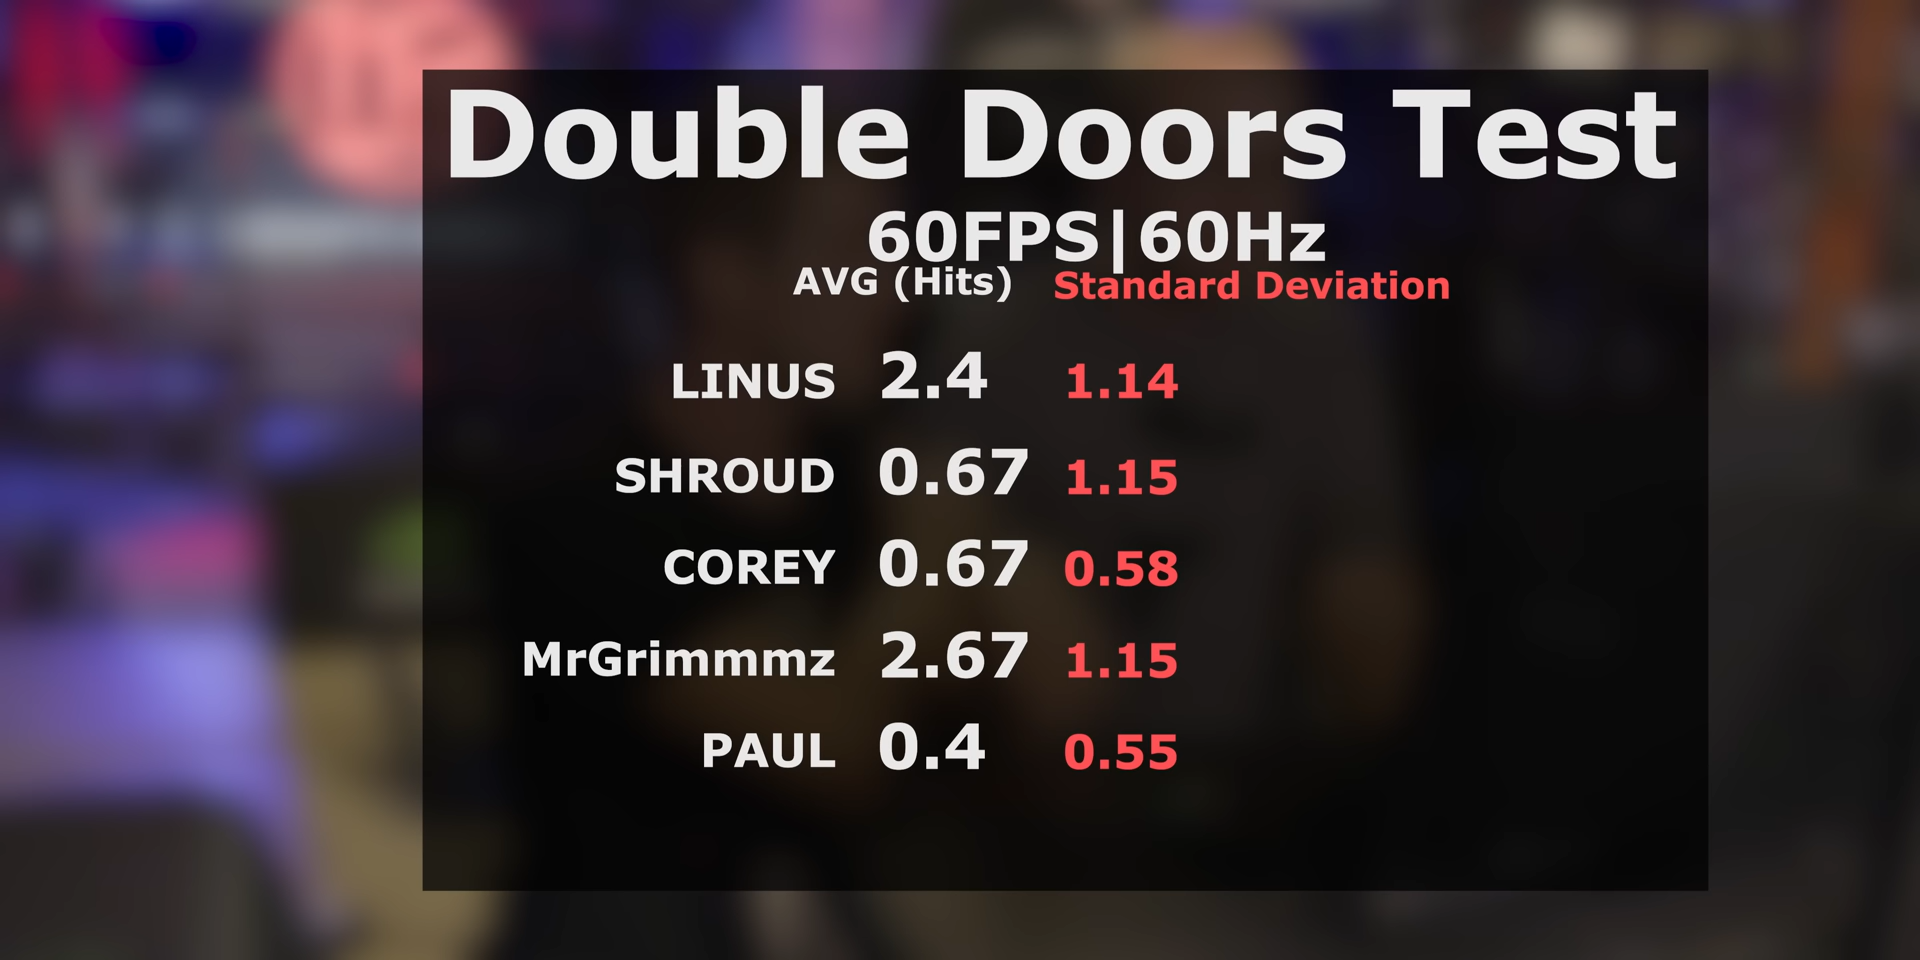 Double Doors Test
60FPS|60Hz
AVG (Hits) Standard Deviation
LINUS 2.4 1.14
SHROUD 0.67 1.15
COREY 0.67 0.58
MrGrimmmz 2.67 1.15
PAUL 0.4 0.55